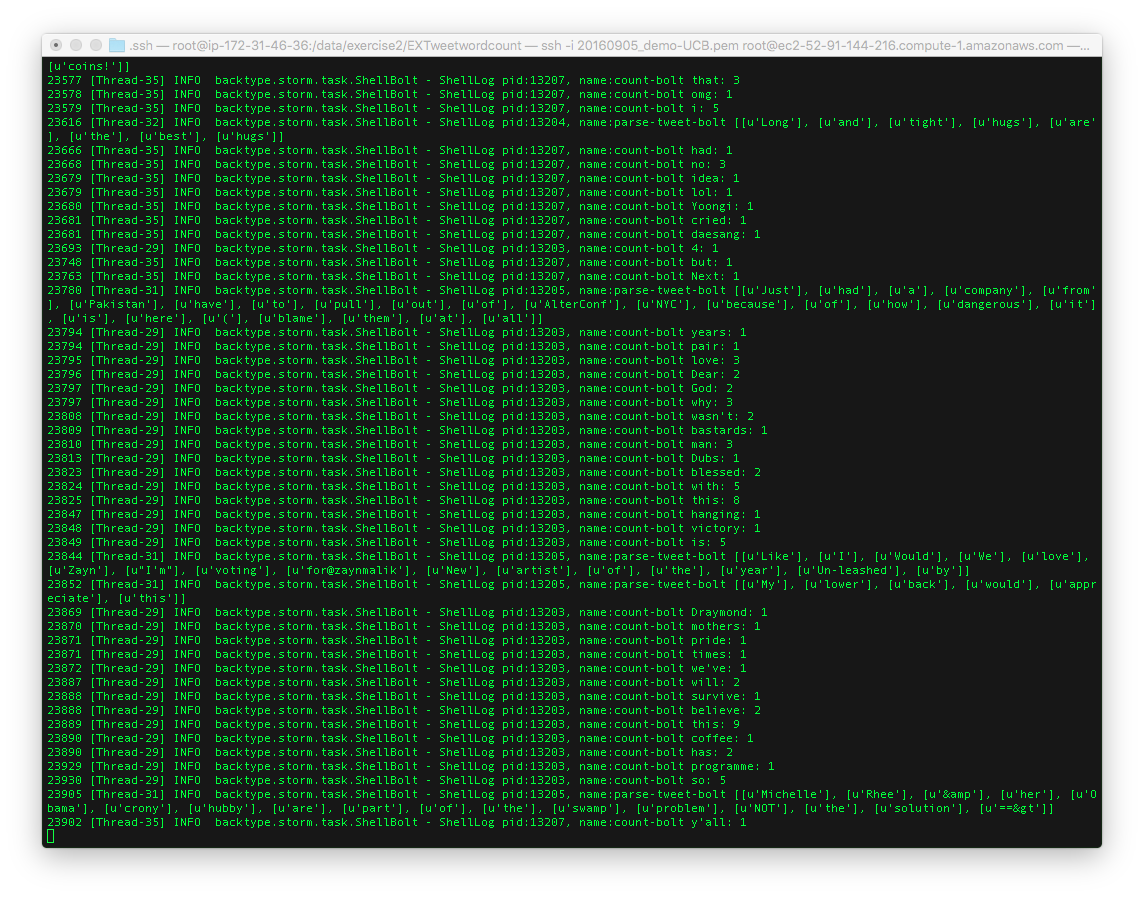 .ssh — root@ip-172-31-46-36:/data/exercise2/EXTweetwordcount — ssh -i 20160905_demo-UCB.pem root@ec2-52-91-144-216.compute-1.amazonaws.com —...
[u'coins!']]
23577 [Thread-35] INFO  backtype.storm.task.ShellBolt - ShellLog pid:13207, name:count-bolt that: 3
23578 [Thread-35] INFO  backtype.storm.task.ShellBolt - ShellLog pid:13207, name:count-bolt omg: 1
23579 [Thread-35] INFO  backtype.storm.task.ShellBolt - ShellLog pid:13207, name:count-bolt i: 5
23616 [Thread-32] INFO  backtype.storm.task.ShellBolt - ShellLog pid:13204, name:parse-tweet-bolt [[u'Long'], [u'and'], [u'tight'], [u'hugs'], [u'are'
], [u'the'], [u'best'], [u'hugs']]
23666 [Thread-35] INFO  backtype.storm.task.ShellBolt - ShellLog pid:13207, name:count-bolt had: 1
23668 [Thread-35] INFO  backtype.storm.task.ShellBolt - ShellLog pid:13207, name:count-bolt no: 3
23679 [Thread-35] INFO  backtype.storm.task.ShellBolt - ShellLog pid:13207, name:count-bolt idea: 1
23679 [Thread-35] INFO  backtype.storm.task.ShellBolt - ShellLog pid:13207, name:count-bolt lol: 1
23680 [Thread-35] INFO  backtype.storm.task.ShellBolt - ShellLog pid:13207, name:count-bolt Yoongi: 1
23681 [Thread-35] INFO  backtype.storm.task.ShellBolt - ShellLog pid:13207, name:count-bolt cried: 1
23681 [Thread-35] INFO  backtype.storm.task.ShellBolt - ShellLog pid:13207, name:count-bolt daesang: 1
23693 [Thread-29] INFO  backtype.storm.task.ShellBolt - ShellLog pid:13203, name:count-bolt 4: 1
23748 [Thread-35] INFO  backtype.storm.task.ShellBolt - ShellLog pid:13207, name:count-bolt but: 1
23763 [Thread-35] INFO  backtype.storm.task.ShellBolt - ShellLog pid:13207, name:count-bolt Next: 1
23780 [Thread-31] INFO  backtype.storm.task.ShellBolt - ShellLog pid:13205, name:parse-tweet-bolt [[u'Just'], [u'had'], [u'a'], [u'company'], [u'from'
], [u'Pakistan'], [u'have'], [u'to'], [u'pull'], [u'out'], [u'of'], [u'AlterConf'], [u'NYC'], [u'because'], [u'of'], [u'how'], [u'dangerous'], [u'it']
, [u'is'], [u'here'], [u'('], [u'blame'], [u'them'], [u'at'], [u'all']]
23794 [Thread-29] INFO  backtype.storm.task.ShellBolt - ShellLog pid:13203, name:count-bolt years: 1
23794 [Thread-29] INFO  backtype.storm.task.ShellBolt - ShellLog pid:13203, name:count-bolt pair: 1
23795 [Thread-29] INFO  backtype.storm.task.ShellBolt - ShellLog pid:13203, name:count-bolt love: 3
23796 [Thread-29] INFO  backtype.storm.task.ShellBolt - ShellLog pid:13203, name:count-bolt Dear: 2
23797 [Thread-29] INFO  backtype.storm.task.ShellBolt - ShellLog pid:13203, name:count-bolt God: 2
23797 [Thread-29] INFO  backtype.storm.task.ShellBolt - ShellLog pid:13203, name:count-bolt why: 3
23808 [Thread-29] INFO  backtype.storm.task.ShellBolt - ShellLog pid:13203, name:count-bolt wasn't: 2
23809 [Thread-29] INFO  backtype.storm.task.ShellBolt - ShellLog pid:13203, name:count-bolt bastards: 1
23810 [Thread-29] INFO  backtype.storm.task.ShellBolt - ShellLog pid:13203, name:count-bolt man: 3
23813 [Thread-29] INFO  backtype.storm.task.ShellBolt - ShellLog pid:13203, name:count-bolt Dubs: 1
23823 [Thread-29] INFO  backtype.storm.task.ShellBolt - ShellLog pid:13203, name:count-bolt blessed: 2
23824 [Thread-29] INFO  backtype.storm.task.ShellBolt - ShellLog pid:13203, name:count-bolt with: 5
23825 [Thread-29] INFO  backtype.storm.task.ShellBolt - ShellLog pid:13203, name:count-bolt this: 8
23847 [Thread-29] INFO  backtype.storm.task.ShellBolt - ShellLog pid:13203, name:count-bolt hanging: 1
23848 [Thread-29] INFO  backtype.storm.task.ShellBolt - ShellLog pid:13203, name:count-bolt victory: 1
23849 [Thread-29] INFO  backtype.storm.task.ShellBolt - ShellLog pid:13203, name:count-bolt is: 5
23844 [Thread-31] INFO  backtype.storm.task.ShellBolt - ShellLog pid:13205, name:parse-tweet-bolt [[u'Like'], [u'I'], [u'Would'], [u'We'], [u'love'],
[u'Zayn'], [u"I'm"], [u'voting'], [u'for@zaynmalik'], [u'New'], [u'artist'], [u'of'], [u'the'], [u'year'], [u'Un-leashed'], [u'by']]
23852 [Thread-31] INFO  backtype.storm.task.ShellBolt - ShellLog pid:13205, name:parse-tweet-bolt [[u'My'], [u'lower'], [u'back'], [u'would'], [u'appr
eciate'], [u'this']]
23869 [Thread-29] INFO  backtype.storm.task.ShellBolt - ShellLog pid:13203, name:count-bolt Draymond: 1
23870 [Thread-29] INFO  backtype.storm.task.ShellBolt - ShellLog pid:13203, name:count-bolt mothers: 1
23871 [Thread-29] INFO  backtype.storm.task.ShellBolt - ShellLog pid:13203, name:count-bolt pride: 1
23871 [Thread-29] INFO  backtype.storm.task.ShellBolt - ShellLog pid:13203, name:count-bolt times: 1
23872 [Thread-29] INFO  backtype.storm.task.ShellBolt - ShellLog pid:13203, name:count-bolt we've: 1
23887 [Thread-29] INFO  backtype.storm.task.ShellBolt - ShellLog pid:13203, name:count-bolt will: 2
23888 [Thread-29] INFO  backtype.storm.task.ShellBolt - ShellLog pid:13203, name:count-bolt survive: 1
23888 [Thread-29] INFO  backtype.storm.task.ShellBolt - ShellLog pid:13203, name:count-bolt believe: 2
23889 [Thread-29] INFO  backtype.storm.task.ShellBolt - ShellLog pid:13203, name:count-bolt this: 9
23890 [Thread-29] INFO  backtype.storm.task.ShellBolt - ShellLog pid:13203, name:count-bolt coffee: 1
23890 [Thread-29] INFO  backtype.storm.task.ShellBolt - ShellLog pid:13203, name:count-bolt has: 2
23929 [Thread-29] INFO  backtype.storm.task.ShellBolt - ShellLog pid:13203, name:count-bolt programme: 1
23930 [Thread-29] INFO  backtype.storm.task.ShellBolt - ShellLog pid:13203, name:count-bolt so: 5
23905 [Thread-31] INFO  backtype.storm.task.ShellBolt - ShellLog pid:13205, name:parse-tweet-bolt [[u'Michelle'], [u'Rhee'], [u'&amp'], [u'her'], [u'O
bama'], [u'crony'], [u'hubby'], [u'are'], [u'part'], [u'of'], [u'the'], [u'swamp'], [u'problem'], [u'NOT'], [u'the'], [u'solution'], [u'==&gt']]
23902 [Thread-35] INFO  backtype.storm.task.ShellBolt - ShellLog pid:13207, name:count-bolt y'all: 1